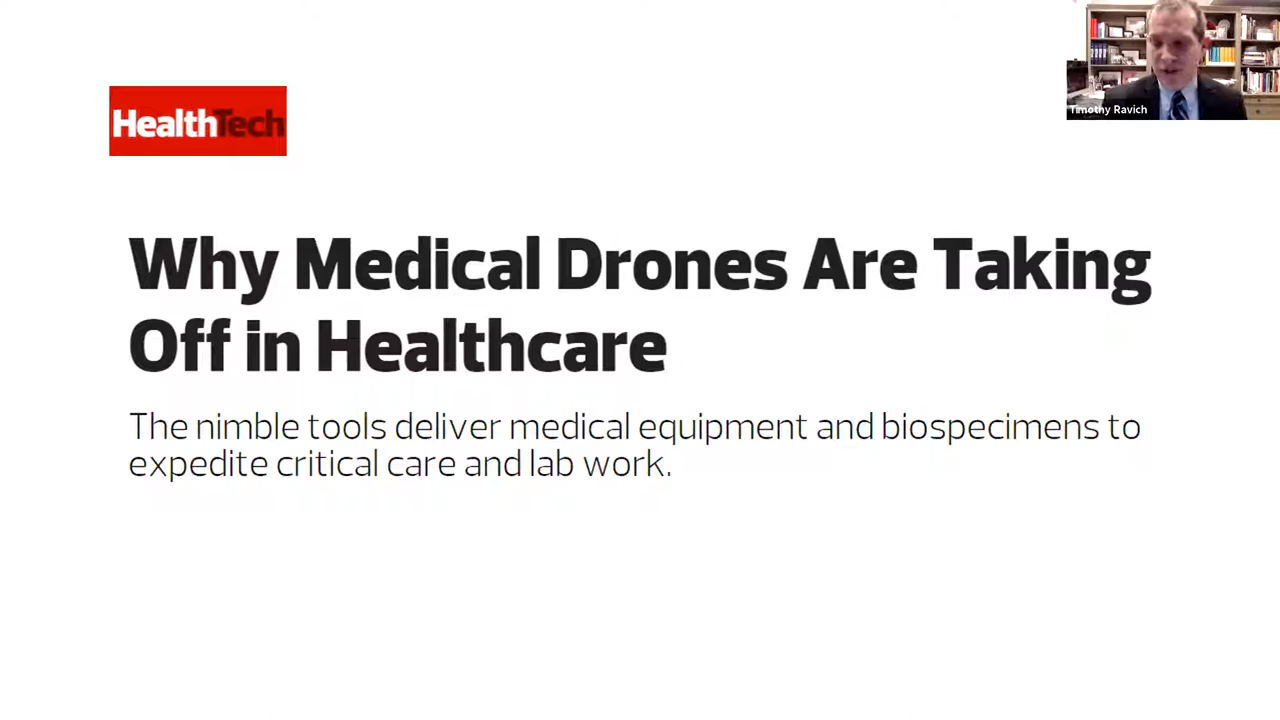 HealthTech
Timothy Ravich
Why Medical Drones Are Taking
Off in Healthcare
The nimble tools deliver medical equipment and biospecimens to
expedite critical care and lab work.